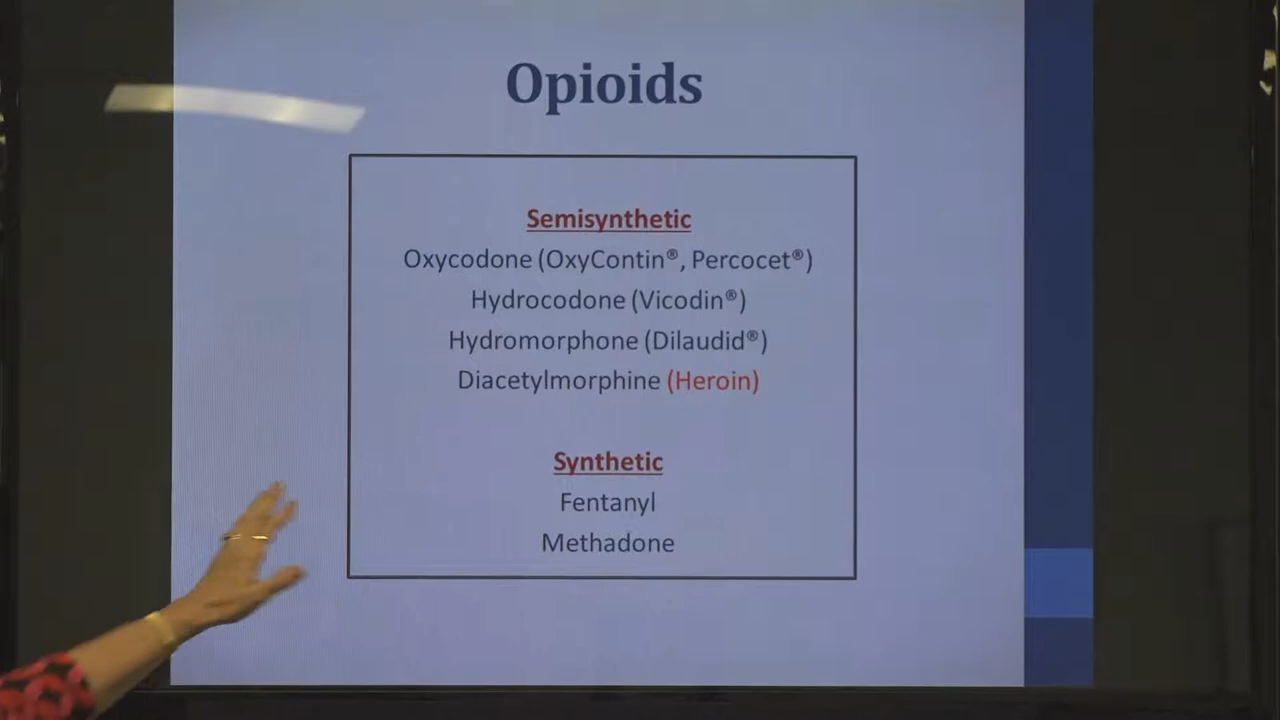 Opioids
Semisynthetic
Oxycodone (OxyContin®, Percocet®)
Hydrocodone (Vicodin®)
Hydromorphone (Dilaudid®)
Diacetylmorphine (Heroin)
Synthetic
Fentanyl
Methadone